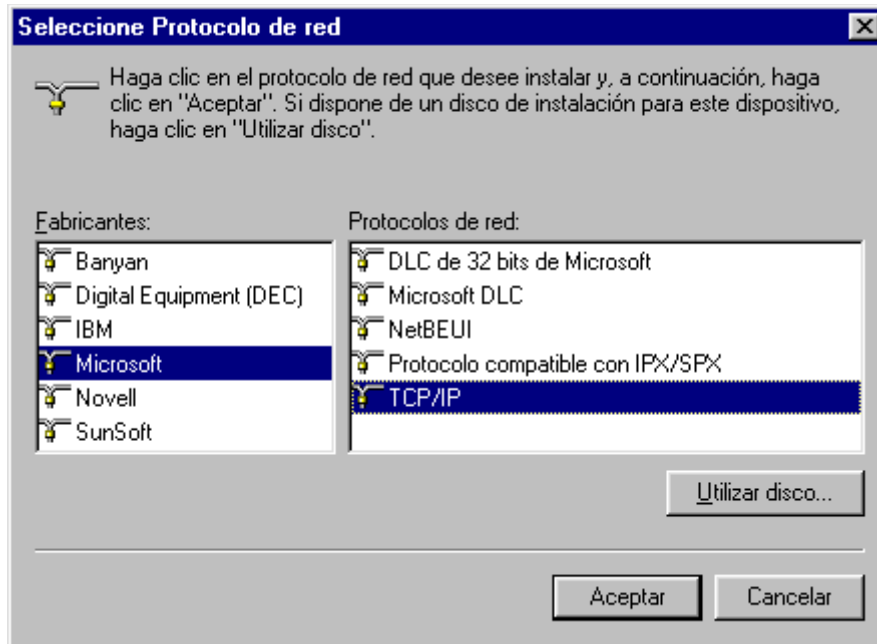 Seleccione Protocolo de red
Haga clic en el protocolo de red que desee instalar y, a continuación, haga
clic en "Aceptar". Si dispone de un disco de instalación para este dispositivo,
haga clic en "Utilizar disco".
Fabricantes:
Banyan
Digital Equipment (DEC)
IBM
Microsoft
Novell
SunSoft
Protocolos de red:
DLC de 32 bits de Microsoft
Microsoft DLC
NetBEUI
Protocolo compatible con IPX/SPX
TCP/IP
Utilizar disco...
Aceptar
Cancelar